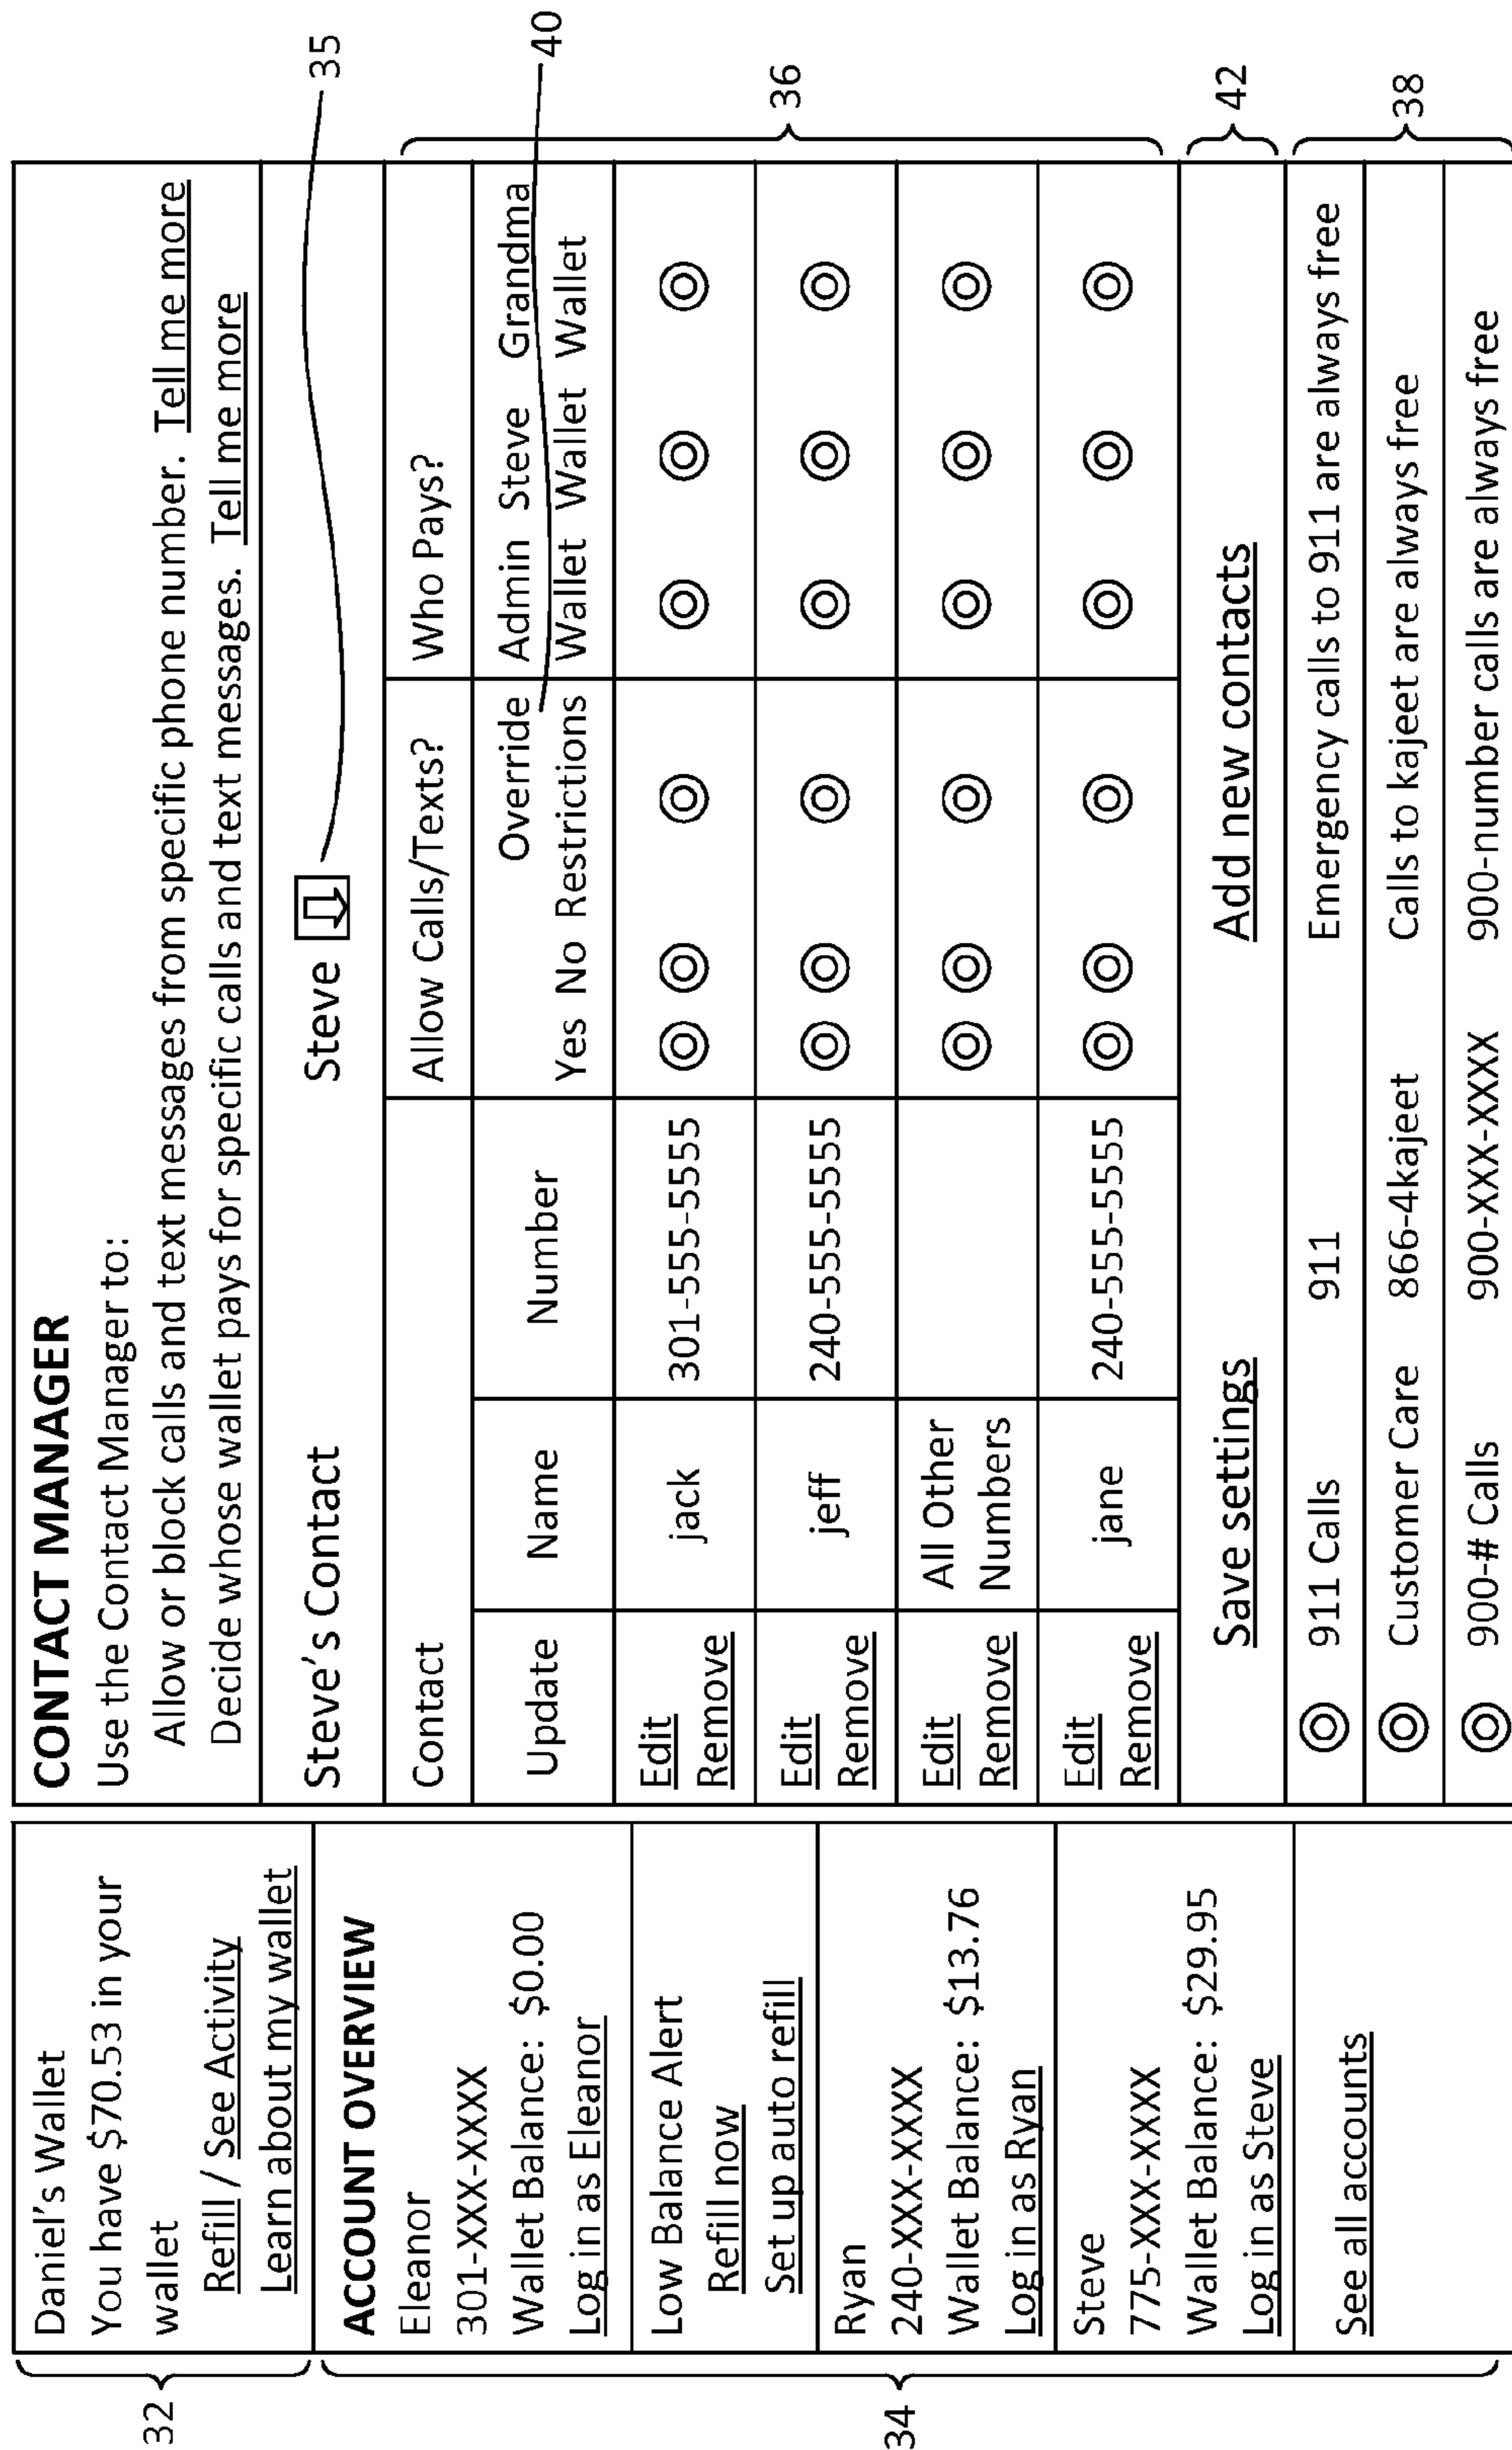 32
Daniel's Wallet
You have $70.53 in your
wallet
Refill / See Activity
Learn about my wallet
34
ACCOUNT OVERVIEW
Eleanor
301-XXX-XXXX
Wallet Balance: $0.00
Log in as Eleanor
Low Balance Alert
Refill now
Set up auto refill
Ryan
240-XXX-XXXX
Wallet Balance: $13.76
Log in as Ryan
Steve
775-XXX-XXXX
Wallet Balance: $29.95
Log in as Steve
See all accounts
CONTACT MANAGER
Use the Contact Manager to:
Allow or block calls and text messages from specific phone number. Tell me more
Decide whose wallet pays for specific calls and text messages. Tell me more
Steve's Contact Steve
35
Contact Allow Calls/Texts? Who Pays?
Override Admin Steve Grandma
Update Name Number Yes No Restrictions Wallet Wallet Wallet
40
Edit jack 301-555-5555
Remove
Edit jeff 240-555-5555
Remove
Edit All Other
Remove Numbers
Edit jane 240-555-5555
Remove
36
Save settings Add new contacts
42
911 Calls 911 Emergency calls to 911 are always free
Customer Care 866-4kajeet Calls to kajeet are always free
900-# Calls 900-XXX-XXXX 900-number calls are always free
38